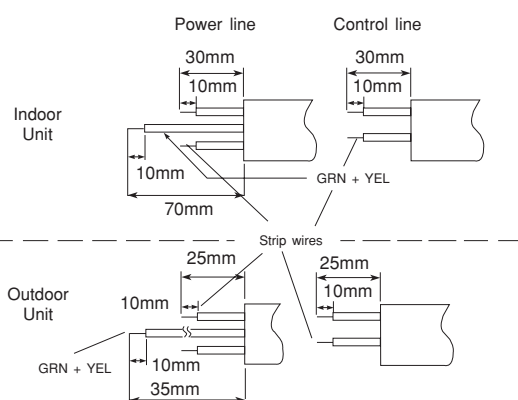 Power line
Control line
30mm
30mm
10mm
10mm
Indoor
Unit
10mm
GRN + YEL
70mm
Strip wires
25mm
25mm
Outdoor
Unit
10mm
10mm
10mm
GRN + YEL
35mm